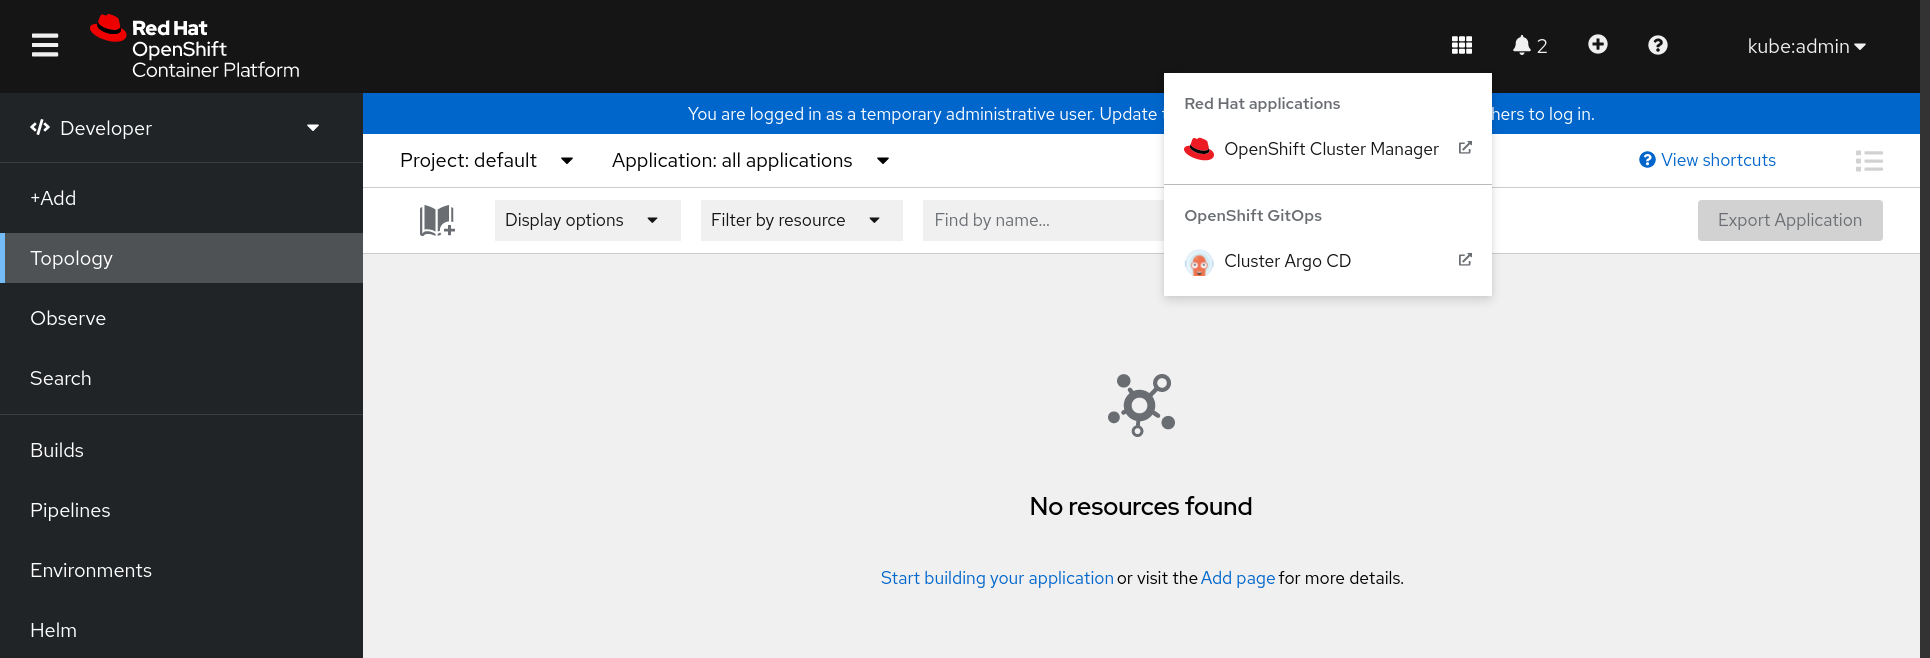 Red Hat
OpenShift
Container Platform
2
kube:admin
Developer
+Add
Topology
Observe
Search
Builds
Pipelines
Environments
Helm
You are logged in as a temporary administrative user. Update
hers to log in.
Project: default
Application: all applications
View shortcuts
Display options
Filter by resource
Find by name...
Export Application
Red Hat applications
OpenShift Cluster Manager
OpenShift GitOps
Cluster Argo CD
No resources found
Start building your application or visit the Add page for more details.